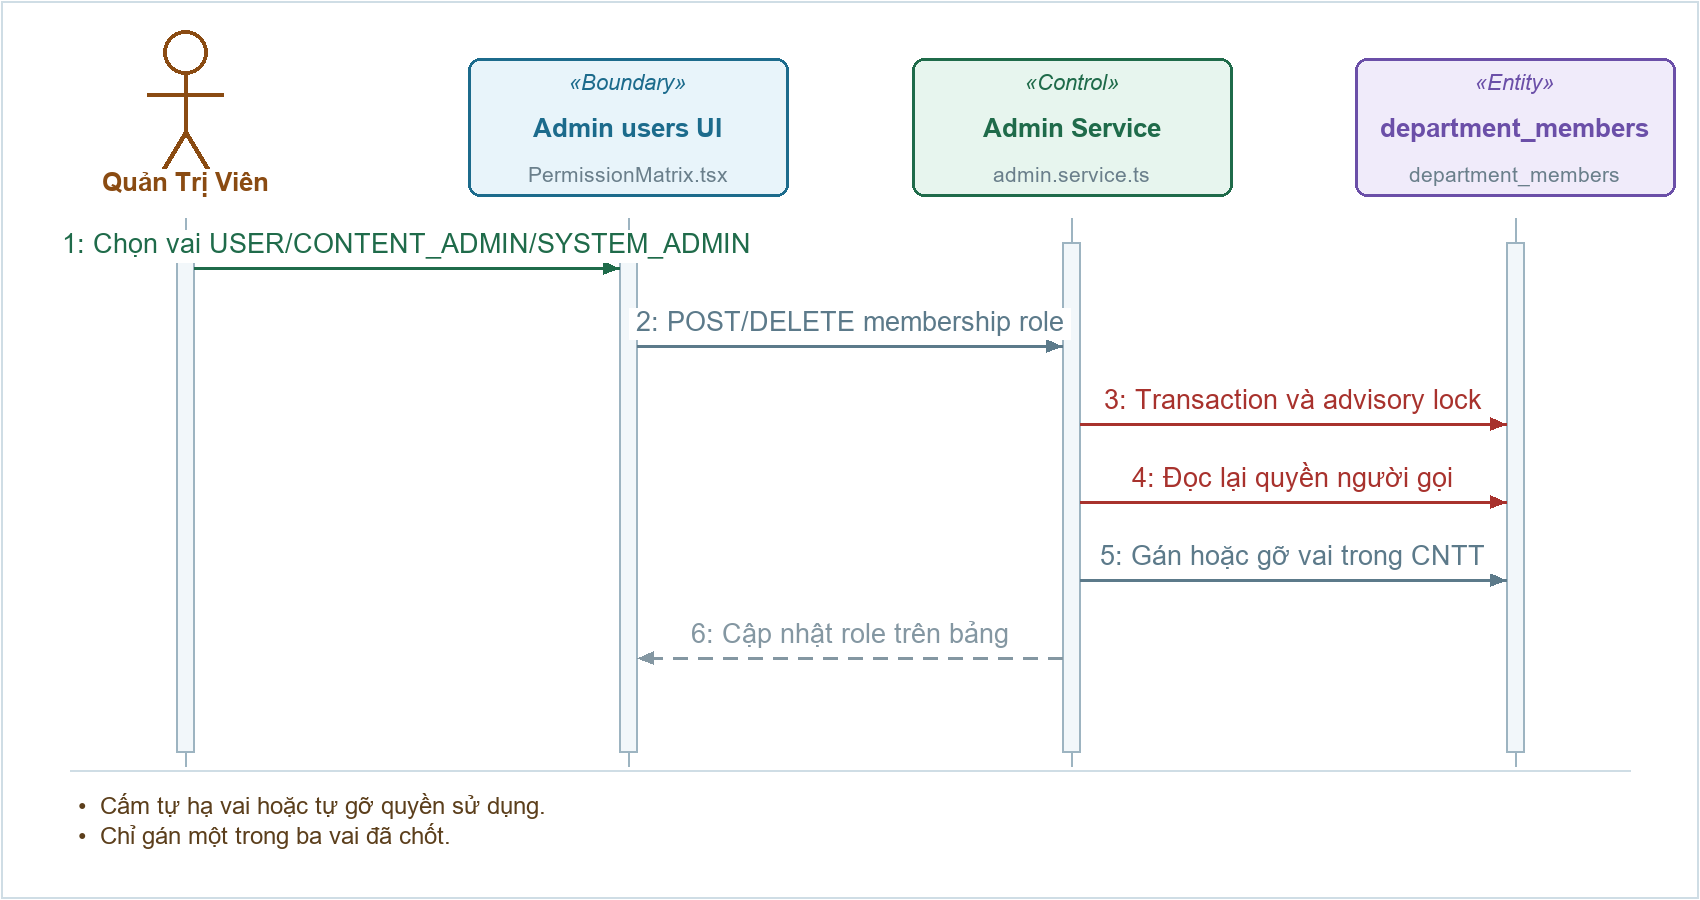 Quản Trị Viên
«Boundary»
Admin users UI
PermissionMatrix.tsx
«Control»
Admin Service
admin.service.ts
«Entity»
department_members
department_members
1: Chọn vai USER/CONTENT_ADMIN/SYSTEM_ADMIN
2: POST/DELETE membership role
3: Transaction và advisory lock
4: Đọc lại quyền người gọi
5: Gán hoặc gỡ vai trong CNTT
6: Cập nhật role trên bảng
• Cấm tự hạ vai hoặc tự gỡ quyền sử dụng.
• Chỉ gán một trong ba vai đã chốt.